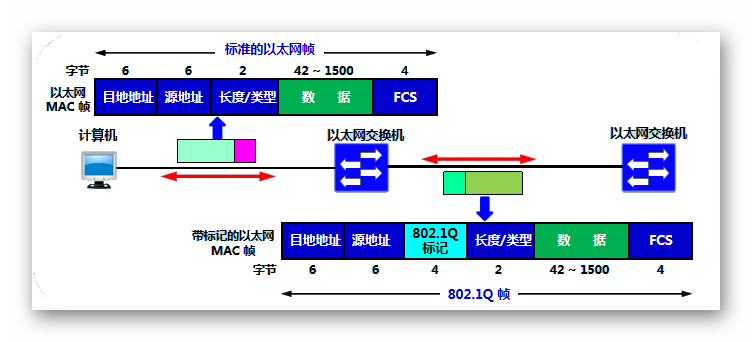 标准的以太网帧
字节 6 6 2 42 ~ 1500 4
以太网
MAC 帧
目地地址 源地址 长度/类型 数 据 FCS
计算机 以太网交换机 以太网交换机
带标记的以太网
MAC 帧
目地地址 源地址 802.1Q
标记 长度/类型 数 据 FCS
字节 6 6 4 2 42 ~ 1500 4
802.1Q 帧